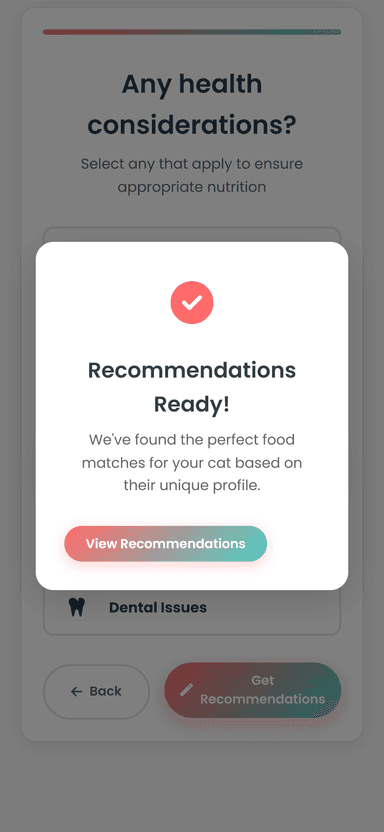 Any health
considerations?
Select any that apply to ensure
appropriate nutrition
Recommendations
Ready!
We've found the perfect food
matches for your cat based on
their unique profile.
View Recommendations
Dental Issues
← Back
Get
Recommendations